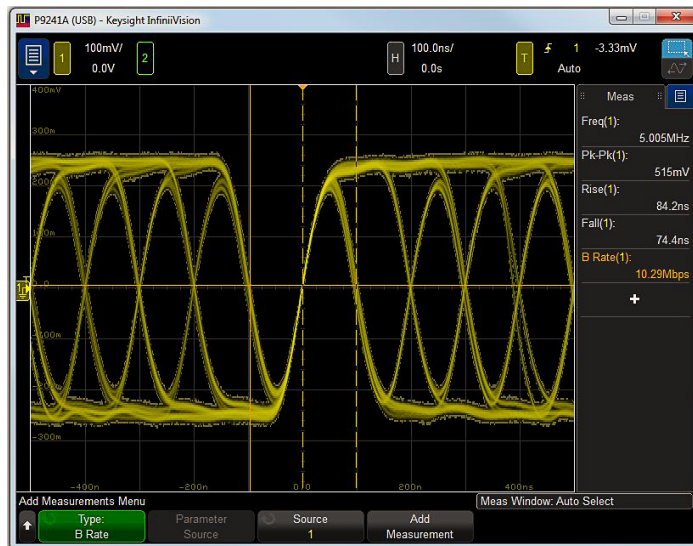 P9241A (USB) - Keysight InfiniiVision
1
100mV/
0.0V
2
H
100.0ns/
0.0s
T
1
-3.33mV
Auto
Meas
Freq(1):
5.005MHz
Pk-Pk(1):
515mV
Rise(1):
84.2ns
Fall(1):
74.4ns
B Rate(1):
10.29Mbps
+
400mV
300m
200m
100m
0.0
-100m
-200m
-300m
-400n
-200n
0.0
200n
400ns
Add Measurements Menu
Meas Window: Auto Select
Type:
B Rate
Parameter
Source
Source
1
Add
Measurement